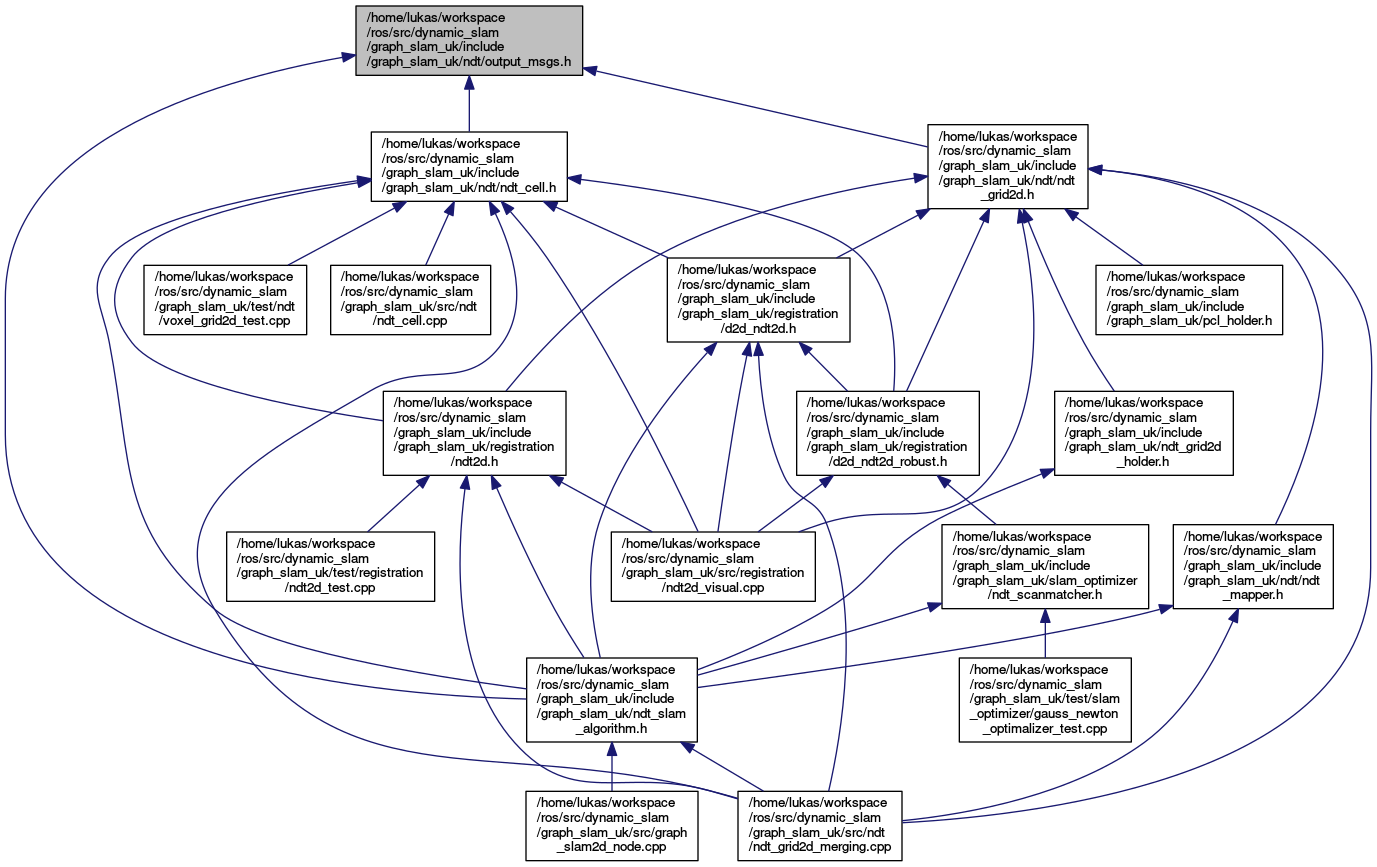 /home/lukas/workspace
/ros/src/dynamic_slam
/graph_slam_uk/include
/graph_slam_uk/ndt/output_msgs.h
/home/lukas/workspace
/ros/src/dynamic_slam
/graph_slam_uk/include
/graph_slam_uk/ndt/ndt_cell.h
/home/lukas/workspace
/ros/src/dynamic_slam
/graph_slam_uk/include
/graph_slam_uk/ndt/ndt
_grid2d.h
/home/lukas/workspace
/ros/src/dynamic_slam
/graph_slam_uk/test/ndt
/voxel_grid2d_test.cpp
/home/lukas/workspace
/ros/src/dynamic_slam
/graph_slam_uk/src/ndt
/ndt_cell.cpp
/home/lukas/workspace
/ros/src/dynamic_slam
/graph_slam_uk/include
/graph_slam_uk/registration
/d2d_ndt2d.h
/home/lukas/workspace
/ros/src/dynamic_slam
/graph_slam_uk/include
/graph_slam_uk/pcl_holder.h
/home/lukas/workspace
/ros/src/dynamic_slam
/graph_slam_uk/include
/graph_slam_uk/registration
/ndt2d.h
/home/lukas/workspace
/ros/src/dynamic_slam
/graph_slam_uk/include
/graph_slam_uk/registration
/d2d_ndt2d_robust.h
/home/lukas/workspace
/ros/src/dynamic_slam
/graph_slam_uk/include
/graph_slam_uk/ndt_grid2d
_holder.h
/home/lukas/workspace
/ros/src/dynamic_slam
/graph_slam_uk/test/registration
/ndt2d_test.cpp
/home/lukas/workspace
/ros/src/dynamic_slam
/graph_slam_uk/src/registration
/ndt2d_visual.cpp
/home/lukas/workspace
/ros/src/dynamic_slam
/graph_slam_uk/include
/graph_slam_uk/slam_optimizer
/ndt_scanmatcher.h
/home/lukas/workspace
/ros/src/dynamic_slam
/graph_slam_uk/include
/graph_slam_uk/ndt/ndt
_mapper.h
/home/lukas/workspace
/ros/src/dynamic_slam
/graph_slam_uk/include
/graph_slam_uk/ndt_slam
_algorithm.h
/home/lukas/workspace
/ros/src/dynamic_slam
/graph_slam_uk/test/slam
_optimizer/gauss_newton
_optimalizer_test.cpp
/home/lukas/workspace
/ros/src/dynamic_slam
/graph_slam_uk/src/graph
_slam2d_node.cpp
/home/lukas/workspace
/ros/src/dynamic_slam
/graph_slam_uk/src/ndt
/ndt_grid2d_merging.cpp